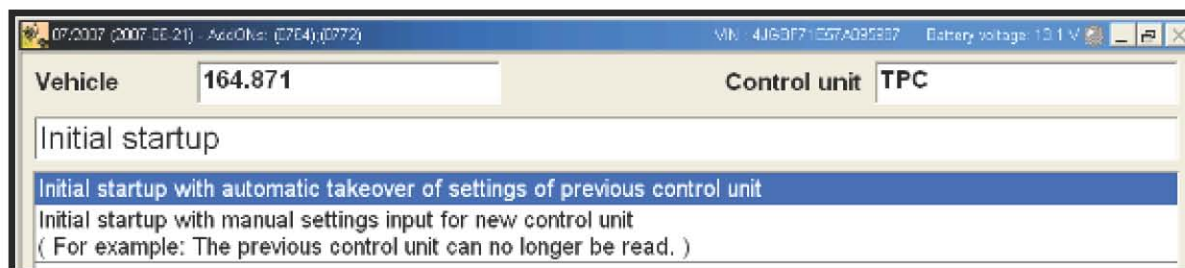 07/2007 (2007-08-21) - AddONs: (0764),(0772)
VIN : Battery voltage: 13.1 V
Vehicle 164.871 Control unit TPC
Initial startup
Initial startup with automatic takeover of settings of previous control unit
Initial startup with manual settings input for new control unit
( For example: The previous control unit can no longer be read. )